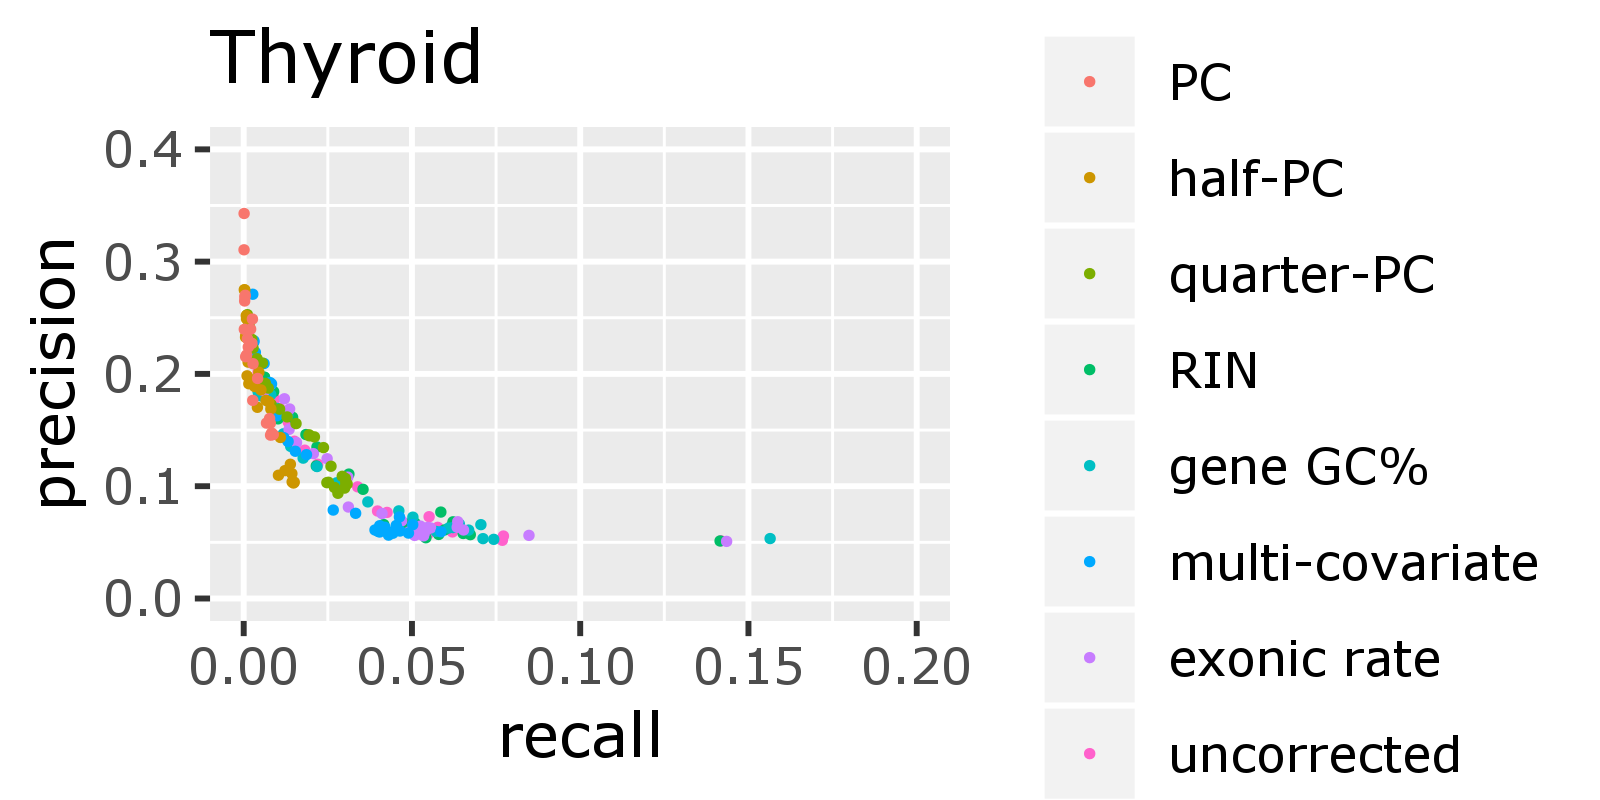 Thyroid
0.4
0.3
0.2
0.1
0.0
precision
0.00 0.05 0.10 0.15 0.20
recall
PC
half-PC
quarter-PC
RIN
gene GC%
multi-covariate
exonic rate
uncorrected